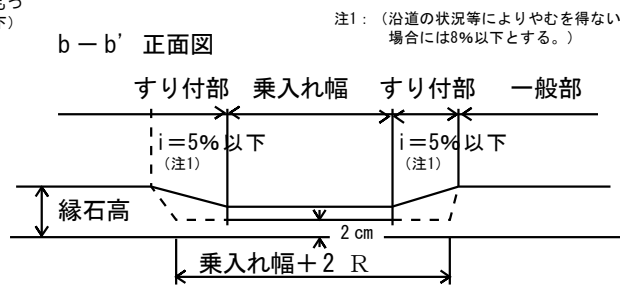 もつ
下)
注1：（沿道の状況等によりやむを得ない
場合には8%以下とする。）
b－b' 正面図
すり付部 乗入れ幅 すり付部 一般部
i＝5%以下 i＝5%以下
(注1) (注1)
縁石高
2cm
乗入れ幅＋2 R